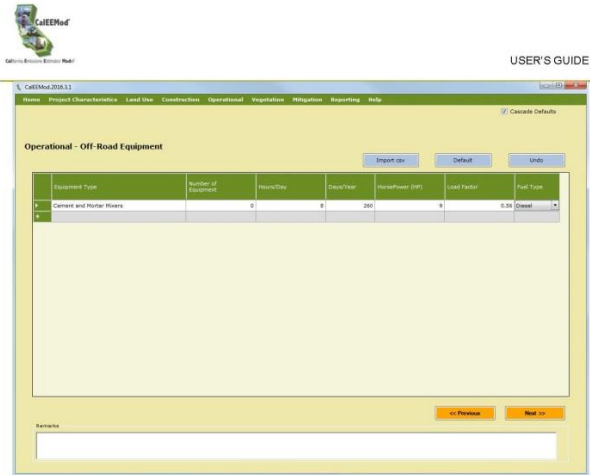 CalEEMod
California Emissions Estimator Model
USER'S GUIDE
CalEEMod.2016.3.1
Home Project Characteristics Land Use Construction Operational Vegetation Mitigation Reporting Help
Cascade Defaults
Operational - Off-Road Equipment
Import csv Default Undo
Equipment Type Number of Equipment Hours/Day Days/Year HorsePower (HP) Load Factor Fuel Type
Cement and Mortar Mixers 0 8 260 9 0.56 Diesel
<< Previous Next >>
Remarks